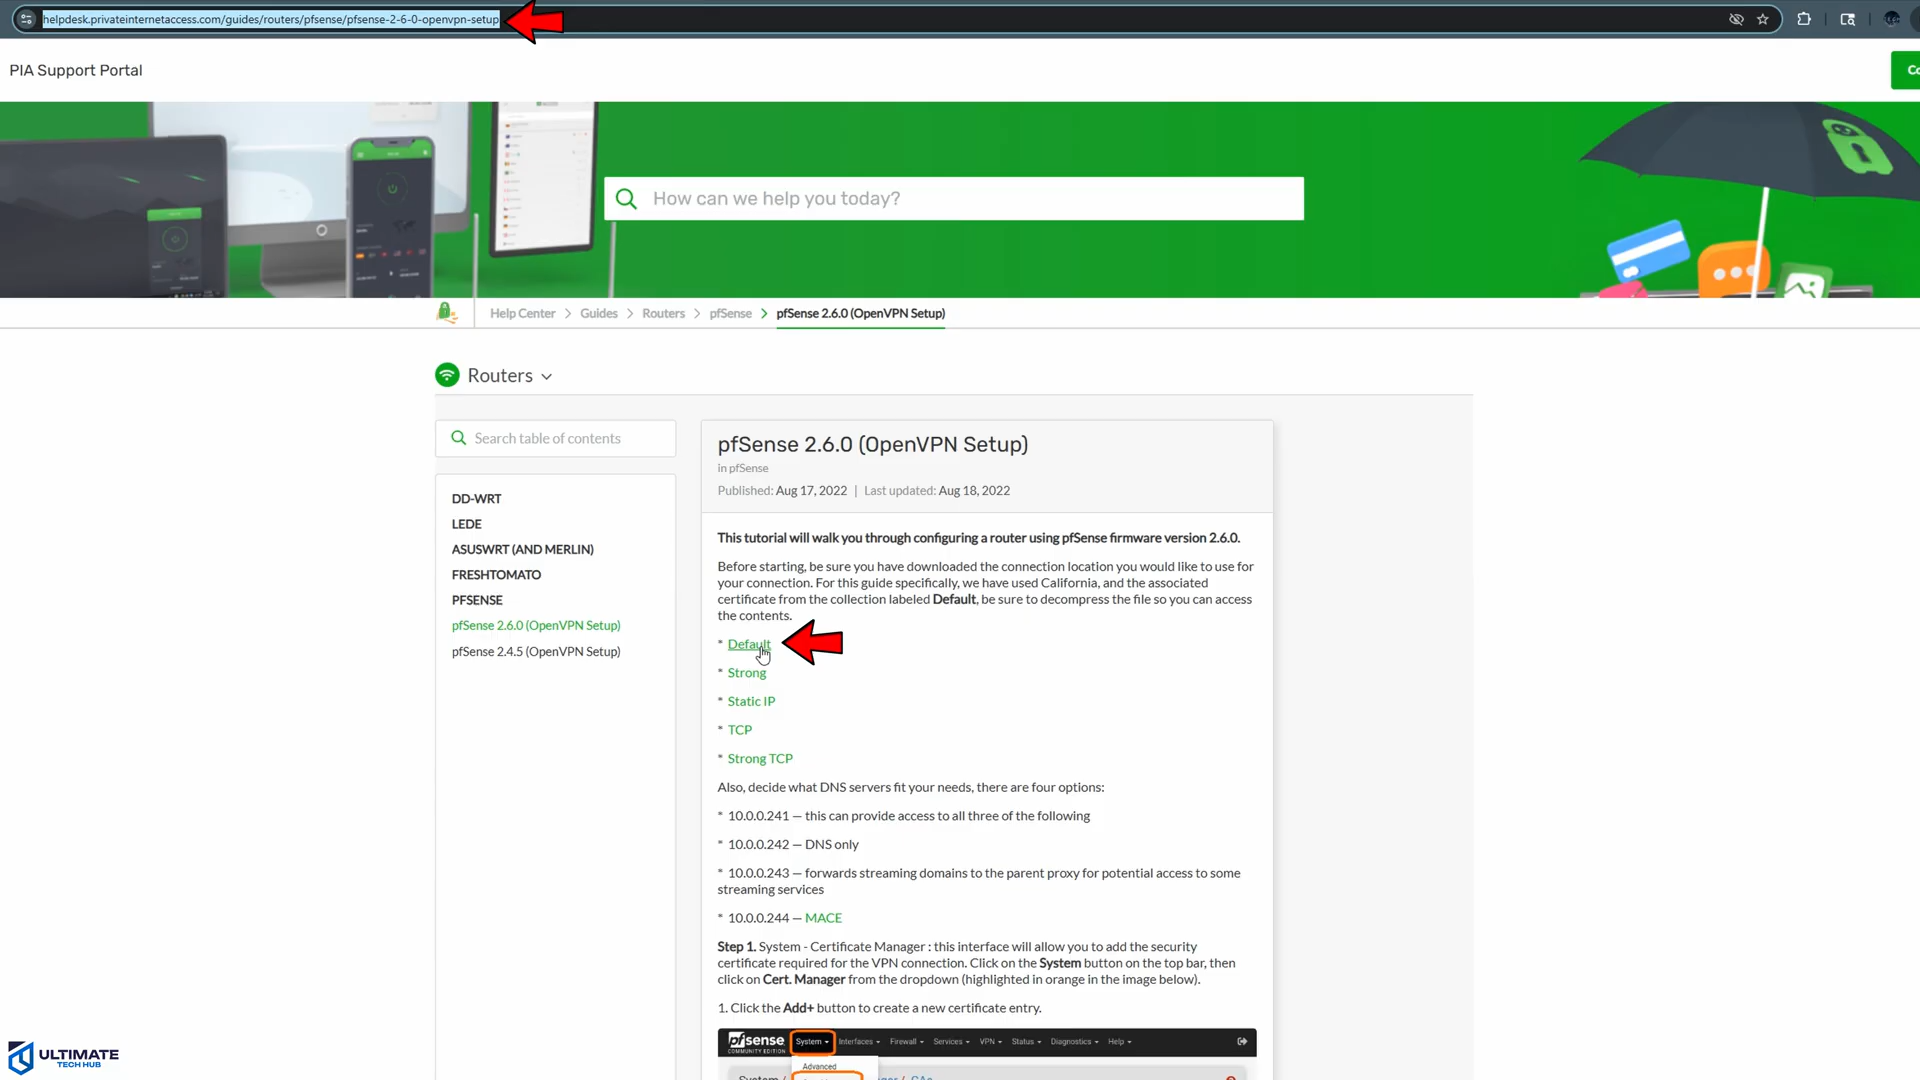 helpdesk.privateinternetaccess.com/guides/routers/pfsense/pfsense-2-6-0-openvpn-setup
PIA Support Portal
How can we help you today?
Help Center > Guides > Routers > pfSense > pfSense 2.6.0 (OpenVPN Setup)
Routers
Search table of contents
DD-WRT
LEDE
ASUSWRT (AND MERLIN)
FRESHTOMATO
PFSENSE
pfSense 2.6.0 (OpenVPN Setup)
pfSense 2.4.5 (OpenVPN Setup)
pfSense 2.6.0 (OpenVPN Setup)
in pfSense
Published: Aug 17, 2022 | Last updated: Aug 18, 2022
This tutorial will walk you through configuring a router using pfSense firmware version 2.6.0.
Before starting, be sure you have downloaded the connection location you would like to use for
your connection. For this guide specifically, we have used California, and the associated
certificate from the collection labeled Default, be sure to decompress the file so you can access
the contents.
* Default
* Strong
* Static IP
* TCP
* Strong TCP
Also, decide what DNS servers fit your needs, there are four options:
* 10.0.0.241 — this can provide access to all three of the following
* 10.0.0.242 — DNS only
* 10.0.0.243 — forwards streaming domains to the parent proxy for potential access to some
streaming services
* 10.0.0.244 — MACE
Step 1. System - Certificate Manager : this interface will allow you to add the security
certificate required for the VPN connection. Click on the System button on the top bar, then
click on Cert. Manager from the dropdown (highlighted in orange in the image below).
1. Click the Add+ button to create a new certificate entry.
pfsense System Interfaces Firewall Services VPN Status Diagnostics Help
COMMUNITY EDITION
Advanced
ULTIMATE
TECH HUB